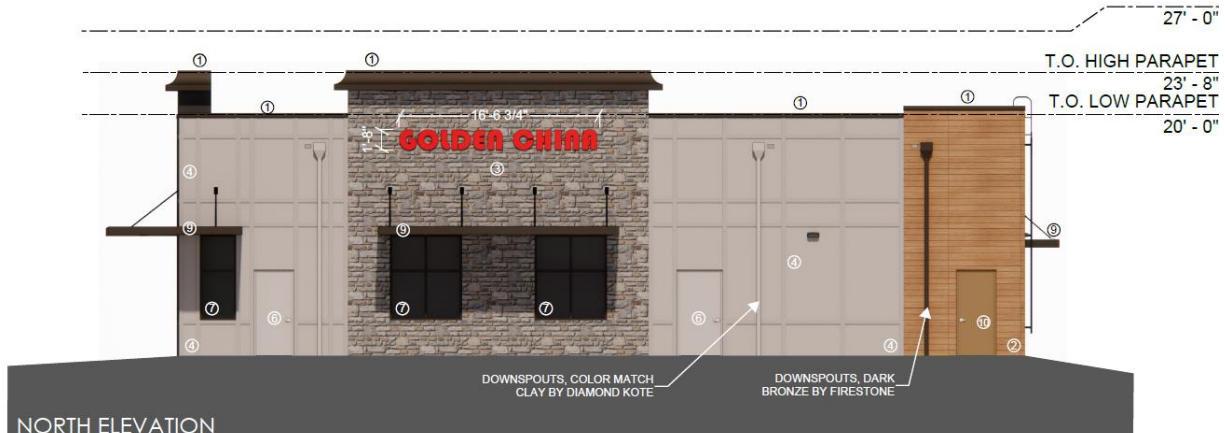 27' - 0"
T.O. HIGH PARAPET
23' - 8"
T.O. LOW PARAPET
20' - 0"
① ① ① ① ①
16'-6 3/4"
1'-8"
GOLDEN CHINA
③
④
⑨ ⑨ ⑨
④
⑦ ⑦ ⑦
⑥ ⑥ ⑩
④ ④ ②
DOWNSPOUTS, COLOR MATCH
CLAY BY DIAMOND KOTE
DOWNSPOUTS, DARK
BRONZE BY FIRESTONE
NORTH ELEVATION